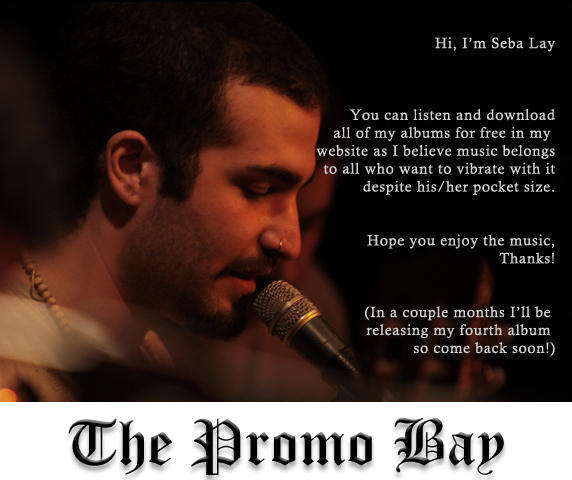 Hi, I'm Seba Lay
You can listen and download
all of my albums for free in my
website as I believe music belongs
to all who want to vibrate with it
despite his/her pocket size.
Hope you enjoy the music,
Thanks!
(In a couple months I'll be
releasing my fourth album
so come back soon!)
The Promo Bay